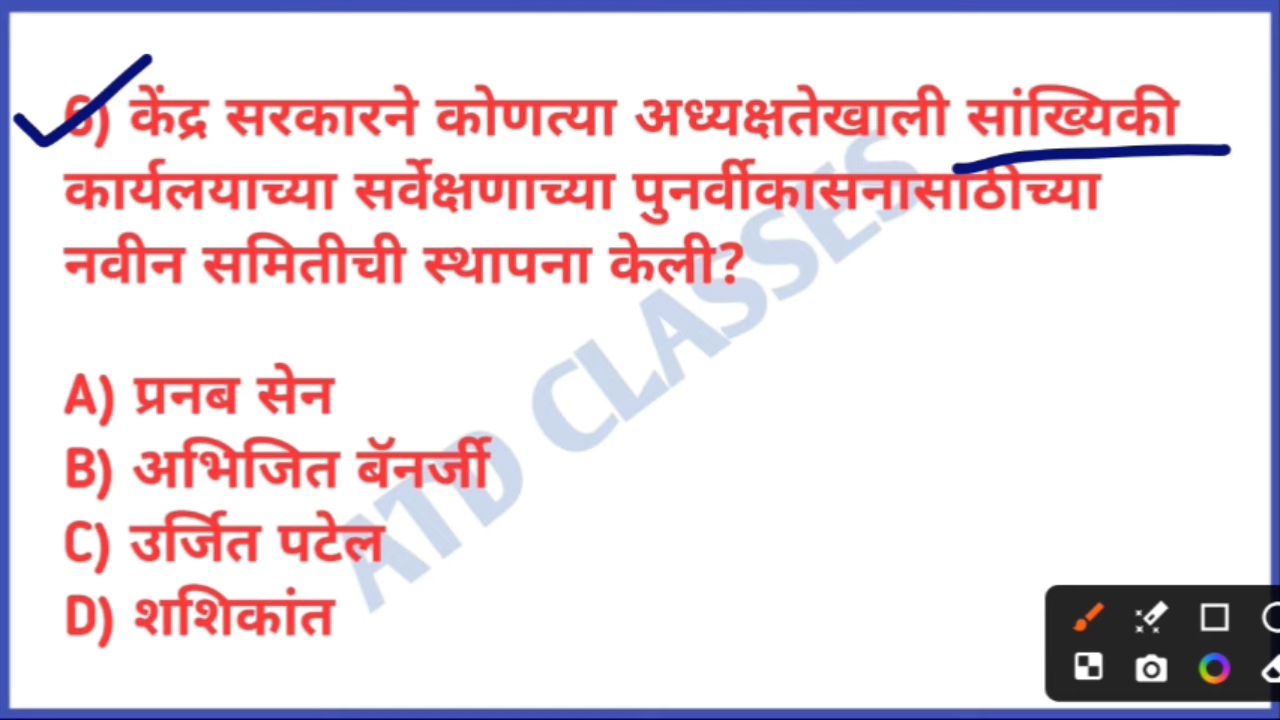 6) केंद्र सरकारने कोणत्या अध्यक्षतेखाली सांख्यिकी
कार्यलयाच्या सर्वेक्षणाच्या पुनर्वीकासनासाठीच्या
नवीन समितीची स्थापना केली?
A) प्रनब सेन
B) अभिजित बॅनर्जी
C) उर्जित पटेल
D) शशिकांत
ATD CLASSES